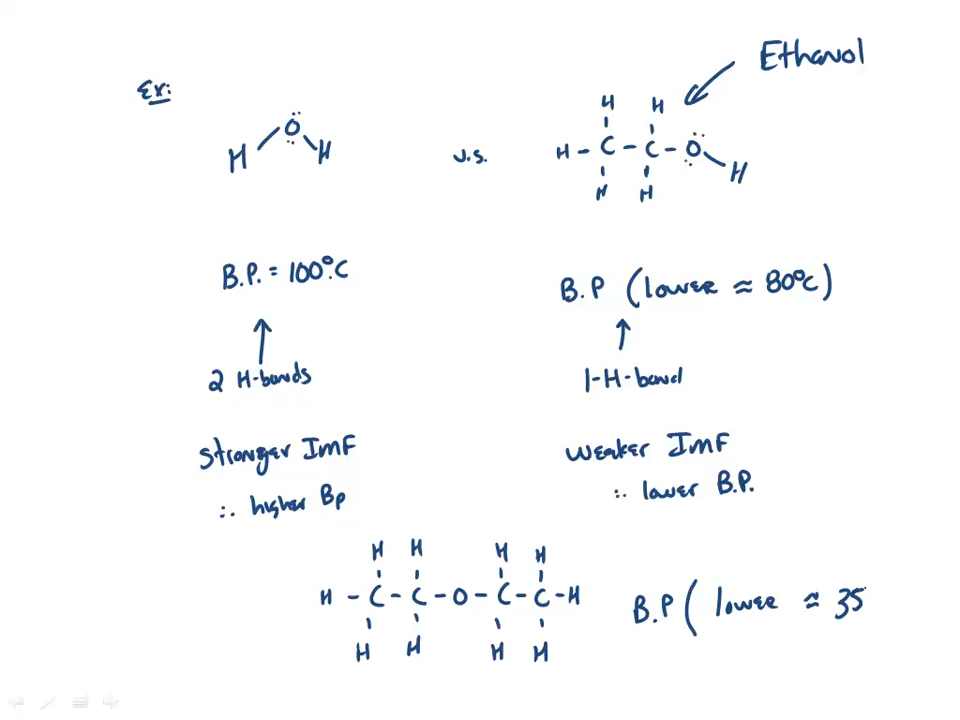 Ethanol
Ex:
H H
H O H v.s. H - C - C - O H
H H
B.P. = 100°C B.P (lower ≈ 80°C)
2 H-bonds 1-H-bond
stronger IMF weaker IMF
∴ higher Bp ∴ lower B.P.
H H H H
H - C - C - O - C - C - H B.P ( lower ≈ 35
H H H H